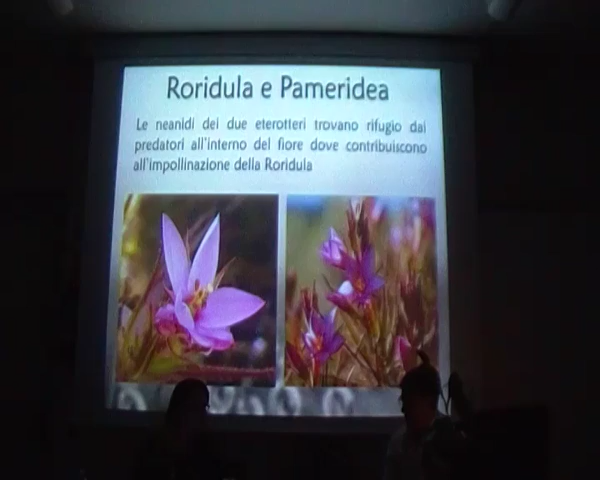 Roridula e Pameridea
Le neanidi dei due eterotteri trovano rifugio dai
predatori all'interno del fiore dove contribuiscono
all'impollinazione della Roridula